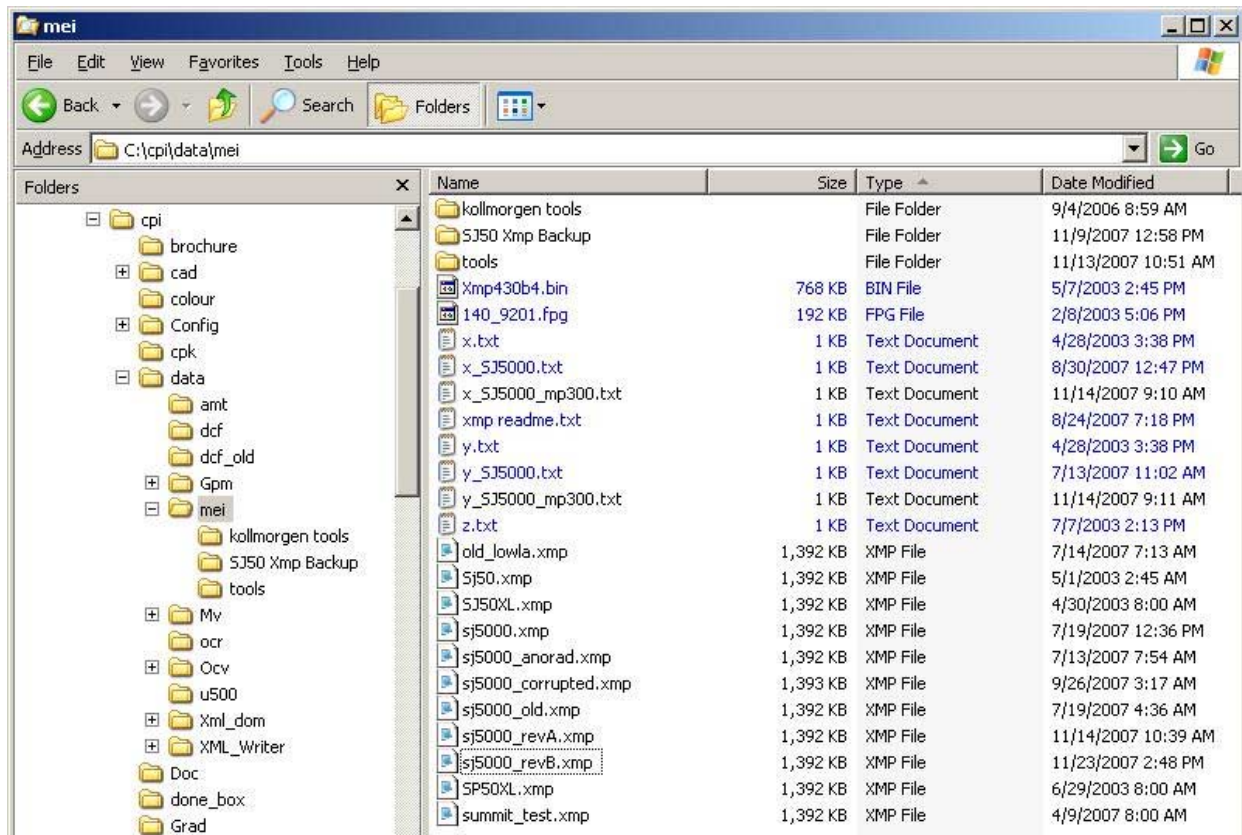 mei
File Edit View Favorites Tools Help
Back Search Folders
Address C:\cpi\data\mei Go
Folders
cpi
brochure
cad
colour
Config
cpk
data
amt
dcf
dcf_old
Gpm
mei
kollmorgen tools
SJ50 Xmp Backup
tools
Mv
ocr
Ocv
u500
Xml_dom
XML_Writer
Doc
done_box
Grad
Name Size Type Date Modified
kollmorgen tools File Folder 9/4/2006 8:59 AM
SJ50 Xmp Backup File Folder 11/9/2007 12:58 PM
tools File Folder 11/13/2007 10:51 AM
Xmp430b4.bin 768 KB BIN File 5/7/2003 2:45 PM
140_9201.fpg 192 KB FPG File 2/8/2003 5:06 PM
x.txt 1 KB Text Document 4/28/2003 3:38 PM
x_SJ5000.txt 1 KB Text Document 8/30/2007 12:47 PM
x_SJ5000_mp300.txt 1 KB Text Document 11/14/2007 9:10 AM
xmp readme.txt 1 KB Text Document 8/24/2007 7:18 PM
y.txt 1 KB Text Document 4/28/2003 3:38 PM
y_SJ5000.txt 1 KB Text Document 7/13/2007 11:02 AM
y_SJ5000_mp300.txt 1 KB Text Document 11/14/2007 9:11 AM
z.txt 1 KB Text Document 7/7/2003 2:13 PM
old_lowla.xmp 1,392 KB XMP File 7/14/2007 7:13 AM
Sj50.xmp 1,392 KB XMP File 5/1/2003 2:45 AM
SJ50XL.xmp 1,392 KB XMP File 4/30/2003 8:00 AM
sj5000.xmp 1,392 KB XMP File 7/19/2007 12:36 PM
sj5000_anorad.xmp 1,392 KB XMP File 7/13/2007 7:54 AM
sj5000_corrupted.xmp 1,393 KB XMP File 9/26/2007 3:17 AM
sj5000_old.xmp 1,392 KB XMP File 7/19/2007 4:36 AM
sj5000_revA.xmp 1,392 KB XMP File 11/14/2007 10:39 AM
sj5000_revB.xmp 1,392 KB XMP File 11/23/2007 2:48 PM
SP50XL.xmp 1,392 KB XMP File 6/29/2003 8:00 AM
summit_test.xmp 1,392 KB XMP File 4/9/2007 8:00 AM